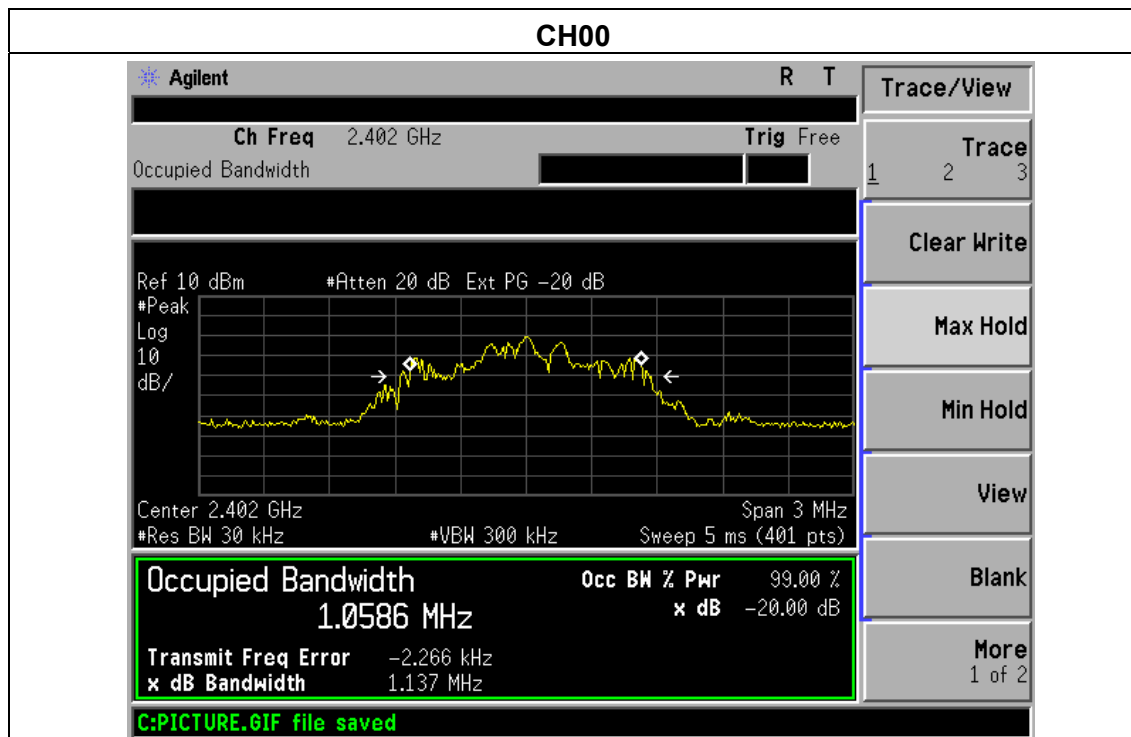 CH00
Agilent R T
Ch Freq 2.402 GHz Trig Free
Occupied Bandwidth
Ref 10 dBm #Atten 20 dB Ext PG -20 dB
#Peak
Log
10
dB/
Center 2.402 GHz Span 3 MHz
#Res BW 30 kHz #VBW 300 kHz Sweep 5 ms (401 pts)
Occupied Bandwidth Occ BW % Pwr 99.00 %
1.0586 MHz x dB -20.00 dB
Transmit Freq Error -2.266 kHz
x dB Bandwidth 1.137 MHz
C:PICTURE.GIF file saved
Trace/View
Trace
1 2 3
Clear Write
Max Hold
Min Hold
View
Blank
More
1 of 2